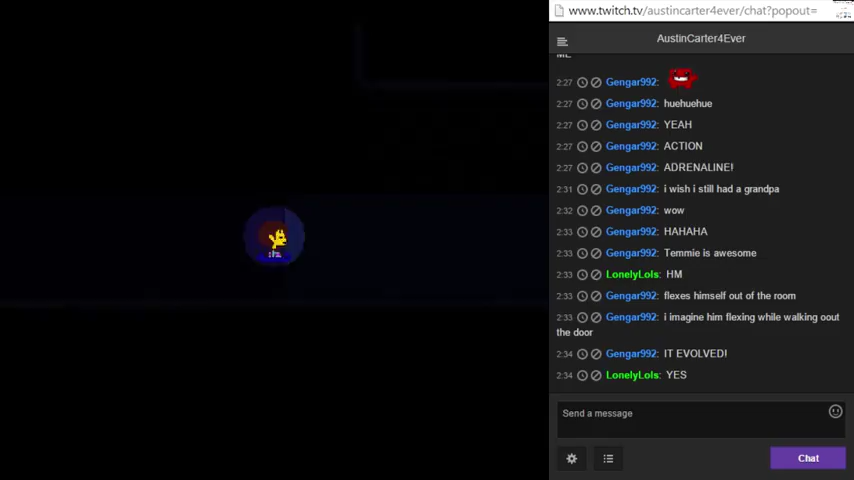 www.twitch.tv/austincarter4ever/chat?popout=
AustinCarter4Ever
ME
2:27 Gengar992:
2:27 Gengar992: huehuehue
2:27 Gengar992: YEAH
2:27 Gengar992: ACTION
2:27 Gengar992: ADRENALINE!
2:31 Gengar992: i wish i still had a grandpa
2:32 Gengar992: wow
2:33 Gengar992: HAHAHA
2:33 Gengar992: Temmie is awesome
2:33 LonelyLols: HM
2:33 Gengar992: flexes himself out of the room
2:33 Gengar992: i imagine him flexing while walking oout
the door
2:34 Gengar992: IT EVOLVED!
2:34 LonelyLols: YES
Send a message
Chat